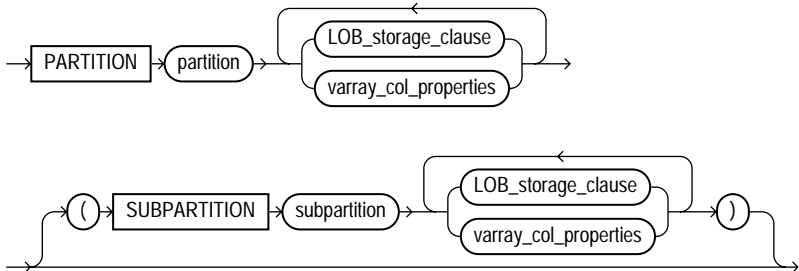 LOB_storage_clause
PARTITION partition
varray_col_properties
LOB_storage_clause
( SUBPARTITION subpartition )
varray_col_properties